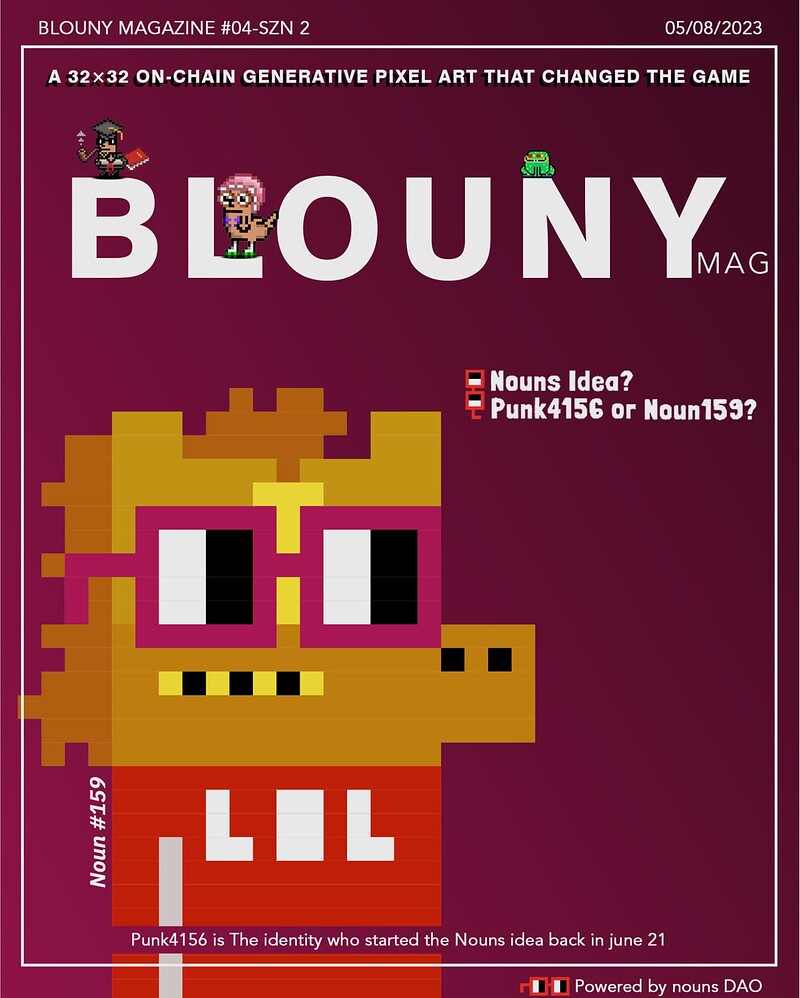 BLOUNY MAGAZINE #04-SZN 2
05/08/2023
A 32×32 ON-CHAIN GENERATIVE PIXEL ART THAT CHANGED THE GAME
BLOUNY
MAG
Nouns Idea?
Punk4156 or Noun159?
LOL
Noun #159
Punk4156 is The identity who started the Nouns idea back in june 21
Powered by nouns DAO